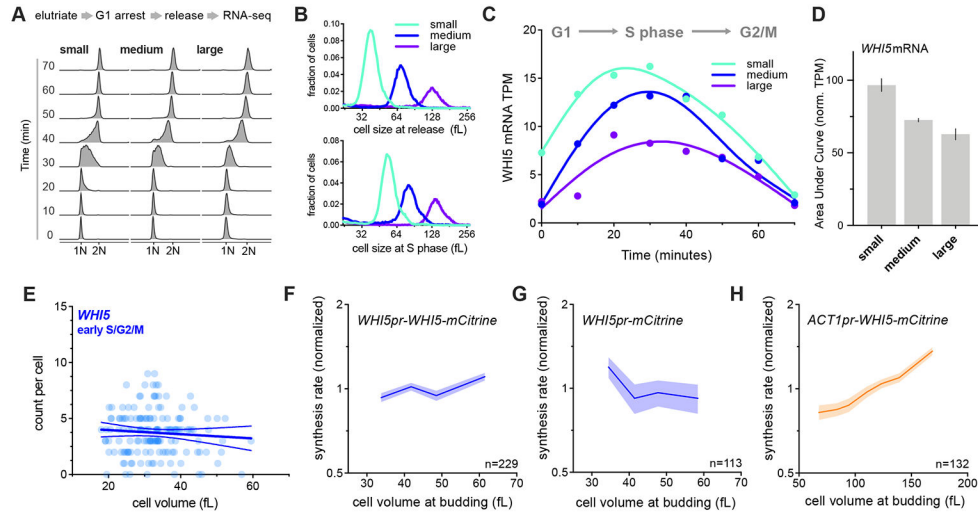 A
elutriate G1 arrest release RNA-seq
small medium large
Time (min)
70
60
50
40
30
20
10
0
1N 2N 1N 2N 1N 2N
B
small
medium
large
fraction of cells
0.10
0.08
0.06
0.04
0.02
0.00
32 64 128 256
cell size at release (fL)
fraction of cells
0.08
0.06
0.04
0.02
0.00
32 64 128 256
cell size at S phase (fL)
C
G1 S phase G2/M
small
medium
large
WHI5 mRNA TPM
20
15
10
5
0
0 20 40 60
Time (minutes)
D
WHI5 mRNA
Area Under Curve (norm. TPM)
100
50
0
small
medium
large
E
WHI5
early S/G2/M
count per cell
15
10
5
0
20 40 60
cell volume (fL)
F
WHI5pr-WHI5-mCitrine
synthesis rate (normalized)
2
1
0.5
30 40 50 60
n=229
cell volume at budding (fL)
G
WHI5pr-mCitrine
synthesis rate (normalized)
2
1
0.5
30 40 50 60
n=113
cell volume at budding (fL)
H
ACT1pr-WHI5-mCitrine
synthesis rate (normalized)
2
1
0.5
50 100 150 200
n=132
cell volume at budding (fL)